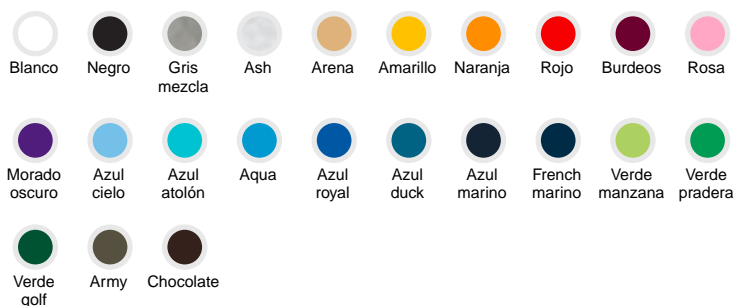 Blanco
Negro
Gris
mezcla
Ash
Arena
Amarillo
Naranja
Rojo
Burdeos
Rosa
Morado
oscuro
Azul
cielo
Azul
atolón
Aqua
Azul
royal
Azul
duck
Azul
marino
French
marino
Verde
manzana
Verde
pradera
Verde
golf
Army
Chocolate